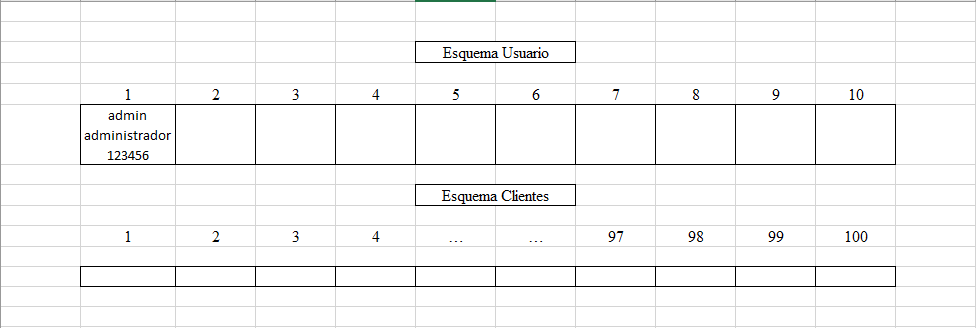 Esquema Usuario
1 2 3 4 5 6 7 8 9 10
admin
administrador
123456
Esquema Clientes
1 2 3 4 ... ... 97 98 99 100